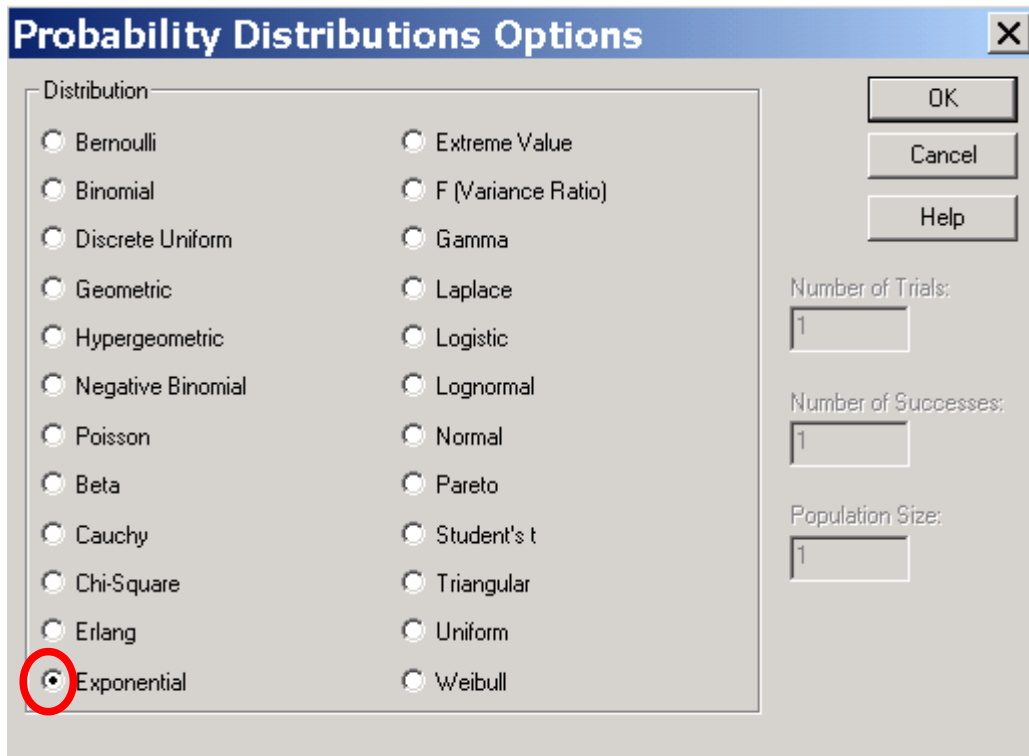 Probability Distributions Options
Distribution
Bernoulli
Binomial
Discrete Uniform
Geometric
Hypergeometric
Negative Binomial
Poisson
Beta
Cauchy
Chi-Square
Erlang
Exponential
Extreme Value
F (Variance Ratio)
Gamma
Laplace
Logistic
Lognormal
Normal
Pareto
Student's t
Triangular
Uniform
Weibull
OK
Cancel
Help
Number of Trials:
1
Number of Successes:
1
Population Size:
1